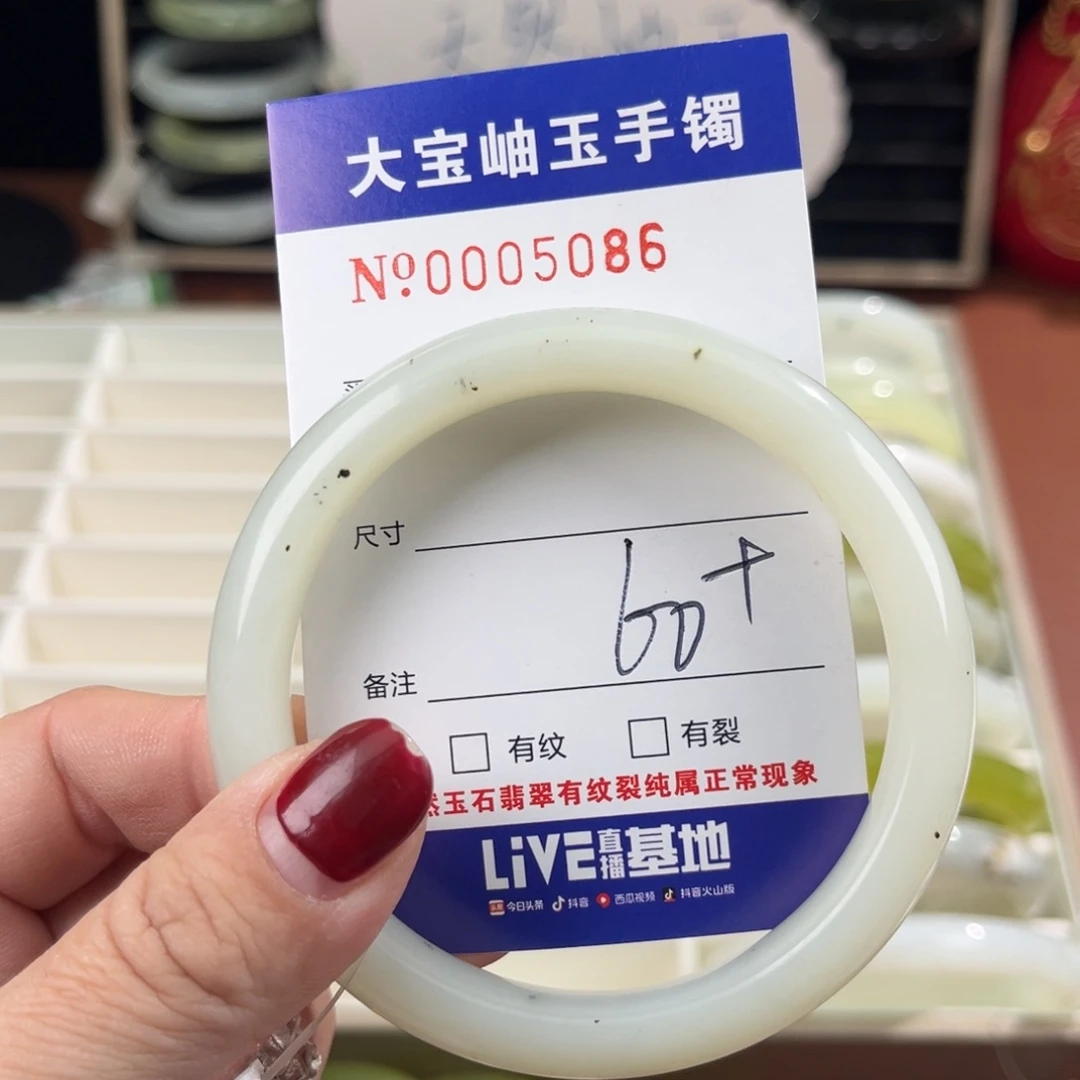 大宝岫玉手镯
No.0005086
尺寸
60+
备注
有纹
有裂
玉石翡翠有纹裂纯属正常现象
LiVE直播基地
今日头条 抖音 西瓜视频 抖音火山版